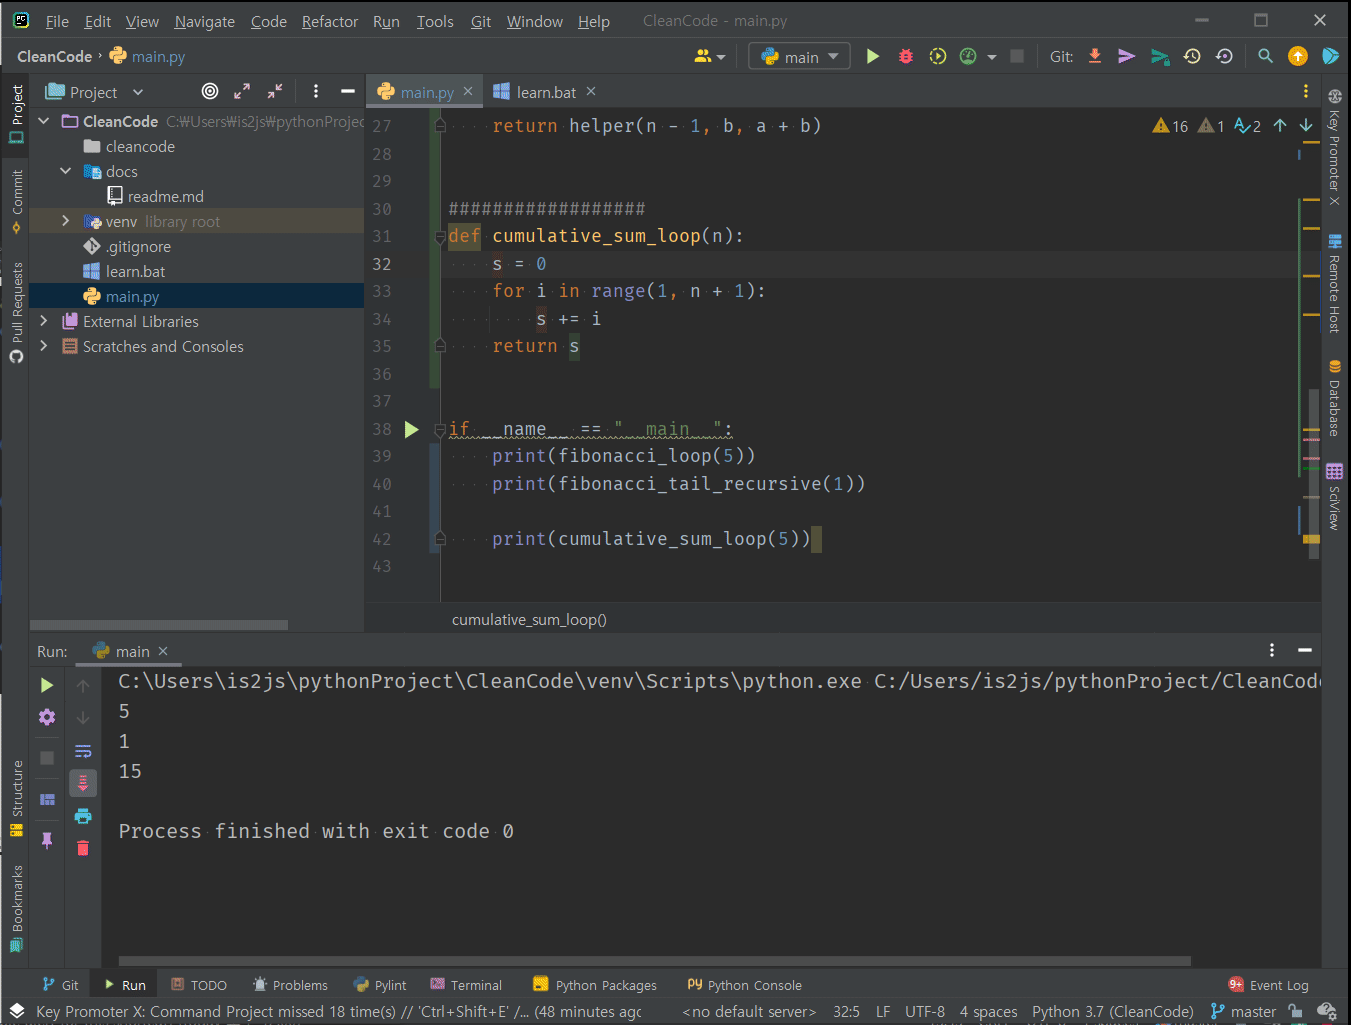 File Edit View Navigate Code Refactor Run Tools Git Window Help CleanCode - main.py
CleanCode main.py
main
Git:
Project
main.py
learn.bat
CleanCode C:₩Users₩is2js₩pythonProjec
cleancode
docs
readme.md
venv library root
.gitignore
learn.bat
main.py
External Libraries
Scratches and Consoles
Project
Commit
Pull Requests
Structure
Bookmarks
27 return helper(n - 1, b, a + b)
16 1 2
28
29
30 ##################
31 def cumulative_sum_loop(n):
32 s = 0
33 for i in range(1, n + 1):
34 s += i
35 return s
36
37
38 if __name__ == "__main__":
39 print(fibonacci_loop(5))
40 print(fibonacci_tail_recursive(1))
41
42 print(cumulative_sum_loop(5))
43
cumulative_sum_loop()
Key Promoter X
Remote Host
Database
SciView
Run: main
C:\Users\is2js\pythonProject\CleanCode\venv\Scripts\python.exe C:/Users/is2js/pythonProject/CleanCode
5
1
15
Process finished with exit code 0
Git Run TODO Problems Pylint Terminal Python Packages Python Console 9+ Event Log
Key Promoter X: Command Project missed 18 time(s) // 'Ctrl+Shift+E' /... (48 minutes agc <no default server> 32:5 LF UTF-8 4 spaces Python 3.7 (CleanCode) master